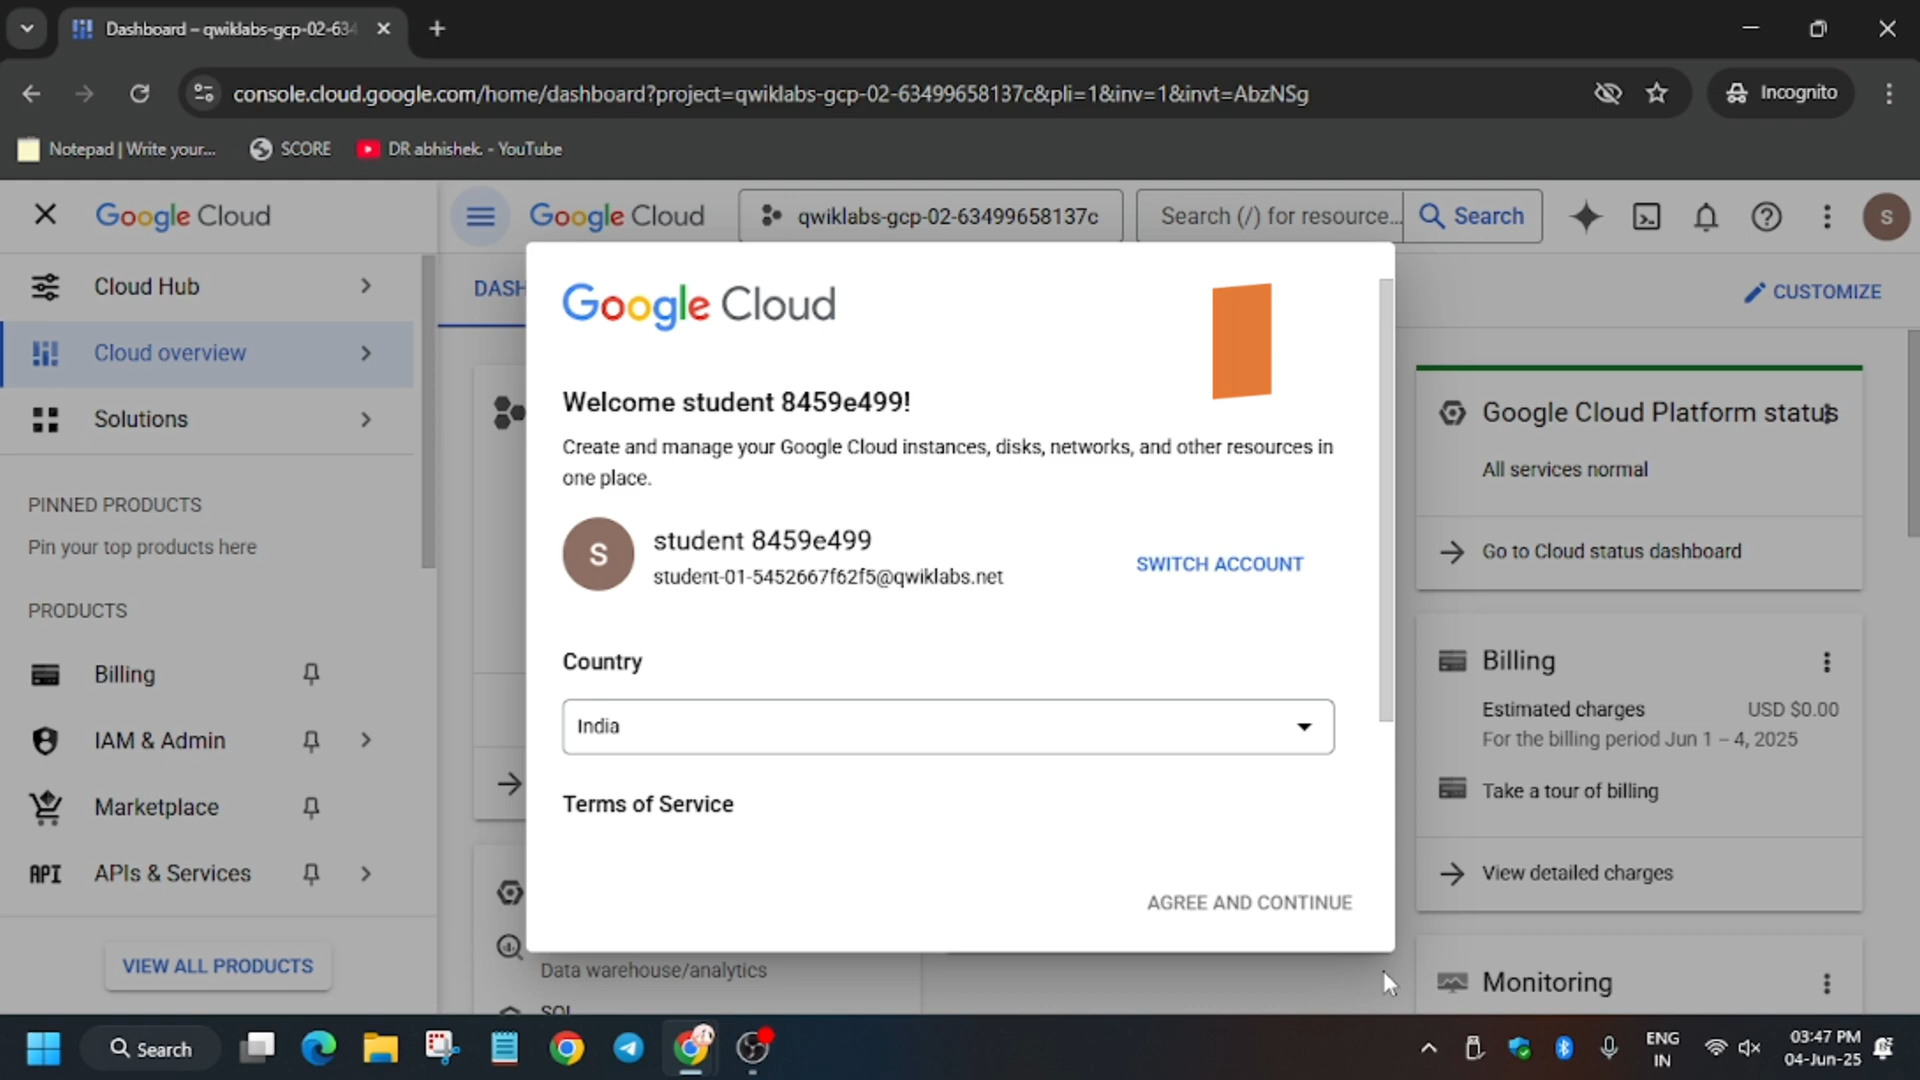 Dashboard – qwiklabs-gcp-02-634
console.cloud.google.com/home/dashboard?project=qwiklabs-gcp-02-63499658137c&pli=1&inv=1&invt=AbzNSg
Incognito
Notepad | Write your...
SCORE
DR abhishek. - YouTube
Google Cloud
Google Cloud
qwiklabs-gcp-02-63499658137c
Search (/) for resource...
Search
S
Cloud Hub
Cloud overview
Solutions
PINNED PRODUCTS
Pin your top products here
PRODUCTS
Billing
IAM & Admin
Marketplace
API
APIs & Services
VIEW ALL PRODUCTS
DASH
CUSTOMIZE
Google Cloud
Welcome student 8459e499!
Create and manage your Google Cloud instances, disks, networks, and other resources in
one place.
S
student 8459e499
student-01-5452667f62f5@qwiklabs.net
SWITCH ACCOUNT
Country
India
Terms of Service
AGREE AND CONTINUE
Data warehouse/analytics
SQL
Google Cloud Platform status
All services normal
Go to Cloud status dashboard
Billing
Estimated charges
USD $0.00
For the billing period Jun 1 – 4, 2025
Take a tour of billing
View detailed charges
Monitoring
Search
ENG
IN
03:47 PM
04-Jun-25